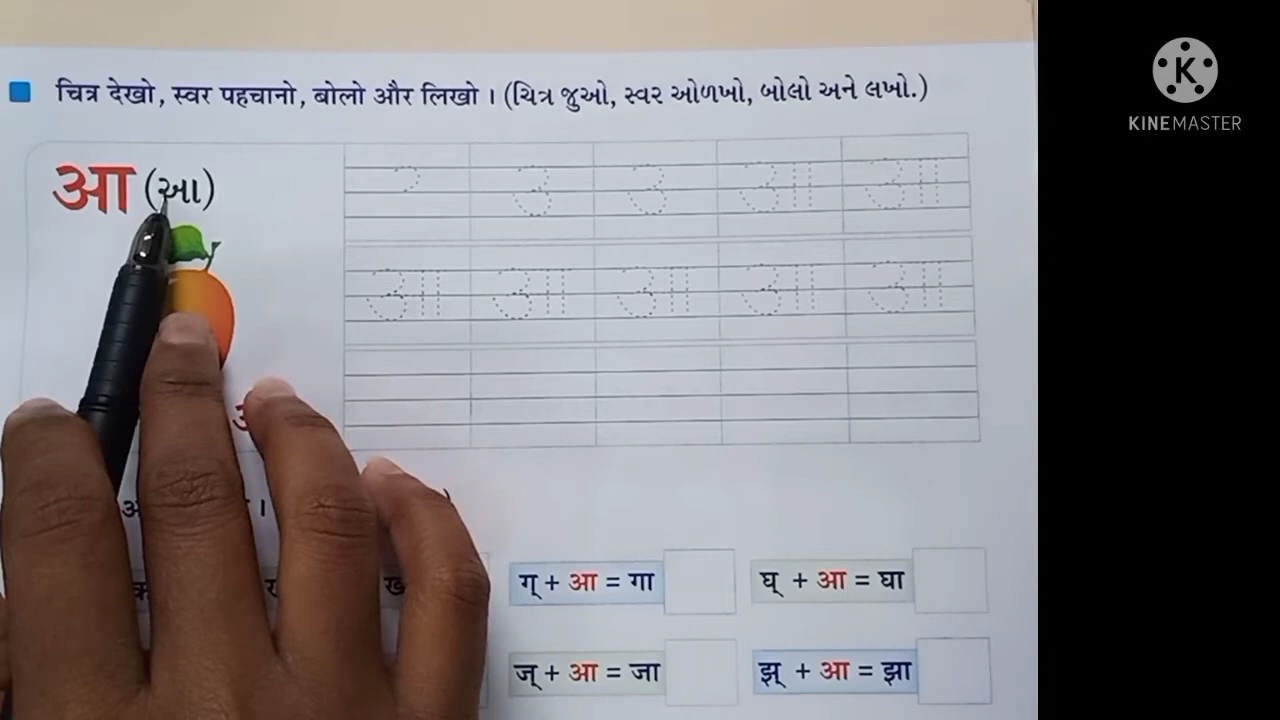 चित्र देखो, स्वर पहचानो, बोलो और लिखो । (ચિત્ર જુઓ, સ્વર ઓળખો, બોલો અને લખો.)
आ (આ)
उ उ आ आ
आ आ आ आ आ
ग् + आ = गा
घ् + आ = घा
ज् + आ = जा
झ् + आ = झा
K
KINEMASTER